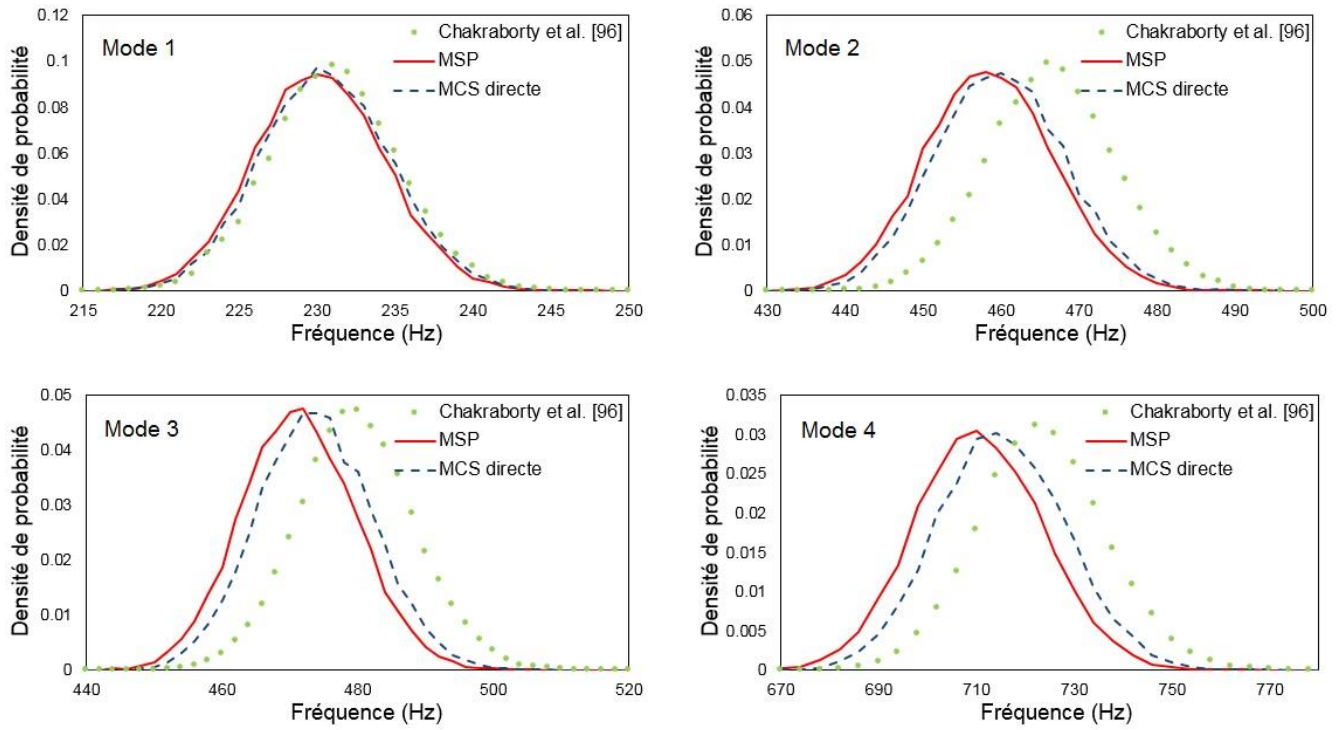 Mode 1
Chakraborty et al. [96]
MSP
MCS directe
Densité de probabilité
0.12
0.1
0.08
0.06
0.04
0.02
0
215 220 225 230 235 240 245 250
Fréquence (Hz)
Mode 2
Chakraborty et al. [96]
MSP
MCS directe
Densité de probabilité
0.06
0.05
0.04
0.03
0.02
0.01
0
430 440 450 460 470 480 490 500
Fréquence (Hz)
Mode 3
Chakraborty et al. [96]
MSP
MCS directe
Densité de probabilité
0.05
0.04
0.03
0.02
0.01
0
440 460 480 500 520
Fréquence (Hz)
Mode 4
Chakraborty et al. [96]
MSP
MCS directe
Densité de probabilité
0.035
0.03
0.025
0.02
0.015
0.01
0.005
0
670 690 710 730 750 770
Fréquence (Hz)